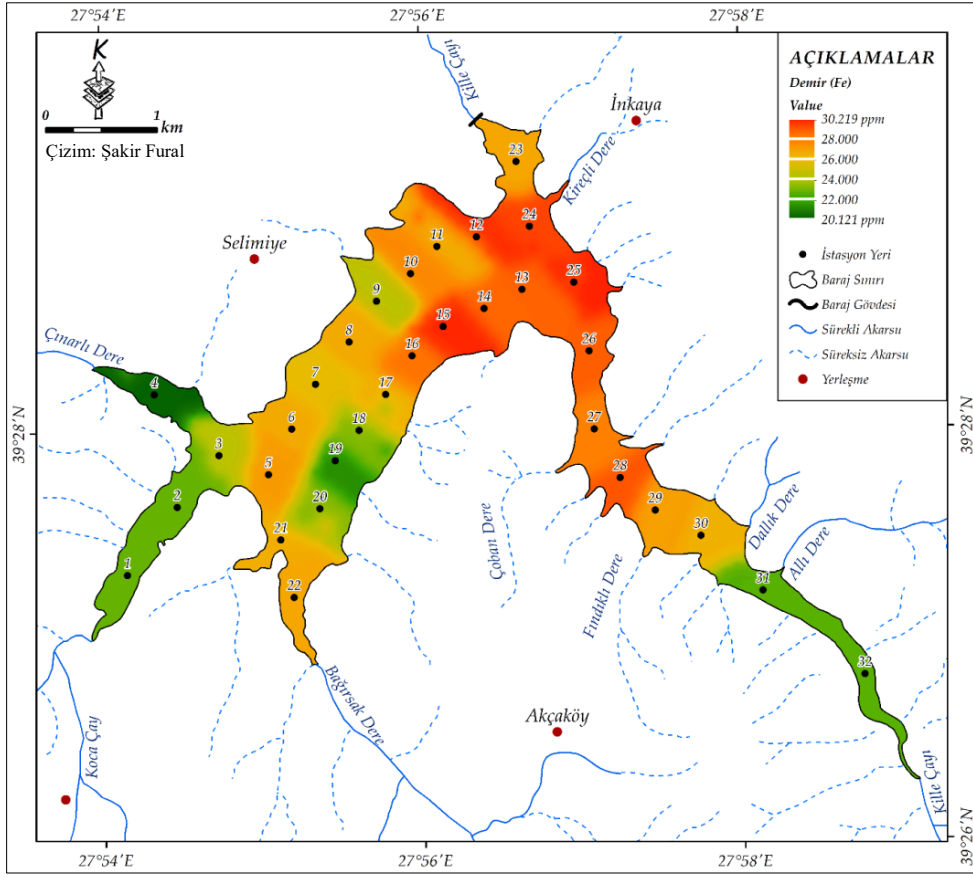 27°54′E
27°56′E
27°58′E
K
0 1
km
Çizim: Şakir Fural
AÇIKLAMALAR
Demir (Fe)
Value
30.219 ppm
28.000
26.000
24.000
22.000
20.121 ppm
İstasyon Yeri
Baraj Sınırı
Baraj Gövdesi
Sürekli Akarsu
Süreksiz Akarsu
Yerleşme
Kille Çayı
İnkaya
23
Kireçli Dere
24
12
11
Selimiye
10
25
13
9
14
15
8
26
16
Çınarlı Dere
7
4
17
39°28′N
39°28′N
6
18
27
3
19
5
28
2
20
29
30
21
Dallık Dere
Çoban Dere
Allı Dere
1
31
22
Fındıklı Dere
32
Bağırsak Dere
Akçaköy
Koca Çay
Kille Çayı
39°26′N
27°54′E
27°56′E
27°58′E